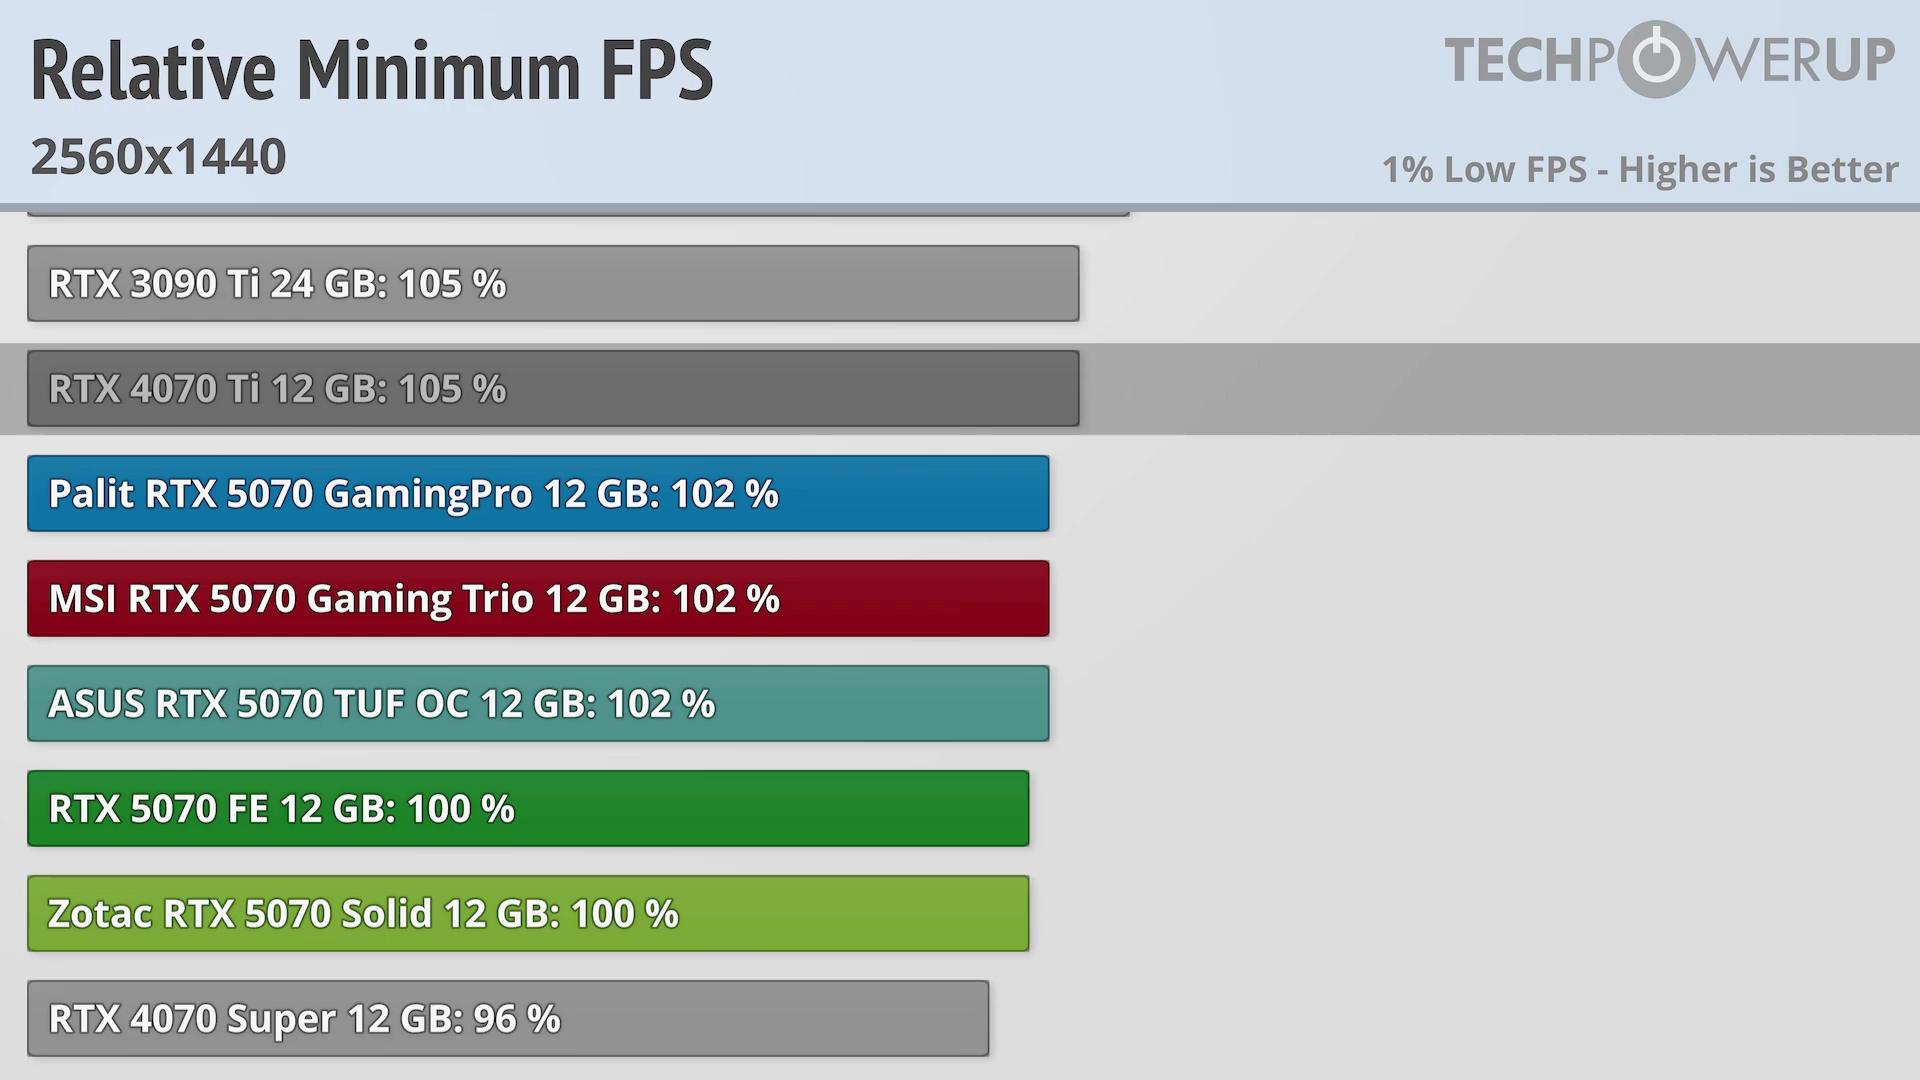 Relative Minimum FPS
TECHPOWERUP
2560x1440
1% Low FPS - Higher is Better
RTX 3090 Ti 24 GB: 105 %
RTX 4070 Ti 12 GB: 105 %
Palit RTX 5070 GamingPro 12 GB: 102 %
MSI RTX 5070 Gaming Trio 12 GB: 102 %
ASUS RTX 5070 TUF OC 12 GB: 102 %
RTX 5070 FE 12 GB: 100 %
Zotac RTX 5070 Solid 12 GB: 100 %
RTX 4070 Super 12 GB: 96 %